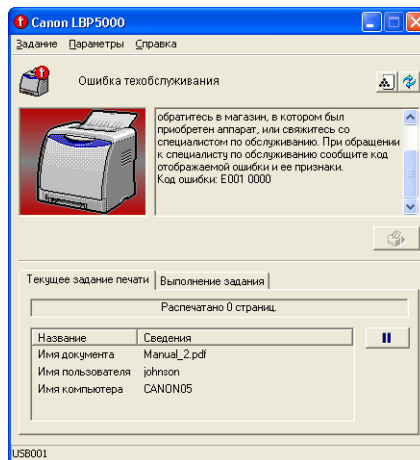 Canon LBP5000
Задание Параметры Справка
Ошибка техобслуживания
обратитесь в магазин, в котором был
приобретен аппарат, или свяжитесь со
специалистом по обслуживанию. При обращении
к специалисту по обслуживанию сообщите код
отображаемой ошибки и ее признаки.
Код ошибки: E001 0000
Текущее задание печати Выполнение задания
Распечатано 0 страниц.
Название Сведения
Имя документа Manual_2.pdf
Имя пользователя johnson
Имя компьютера CANON05
USB001